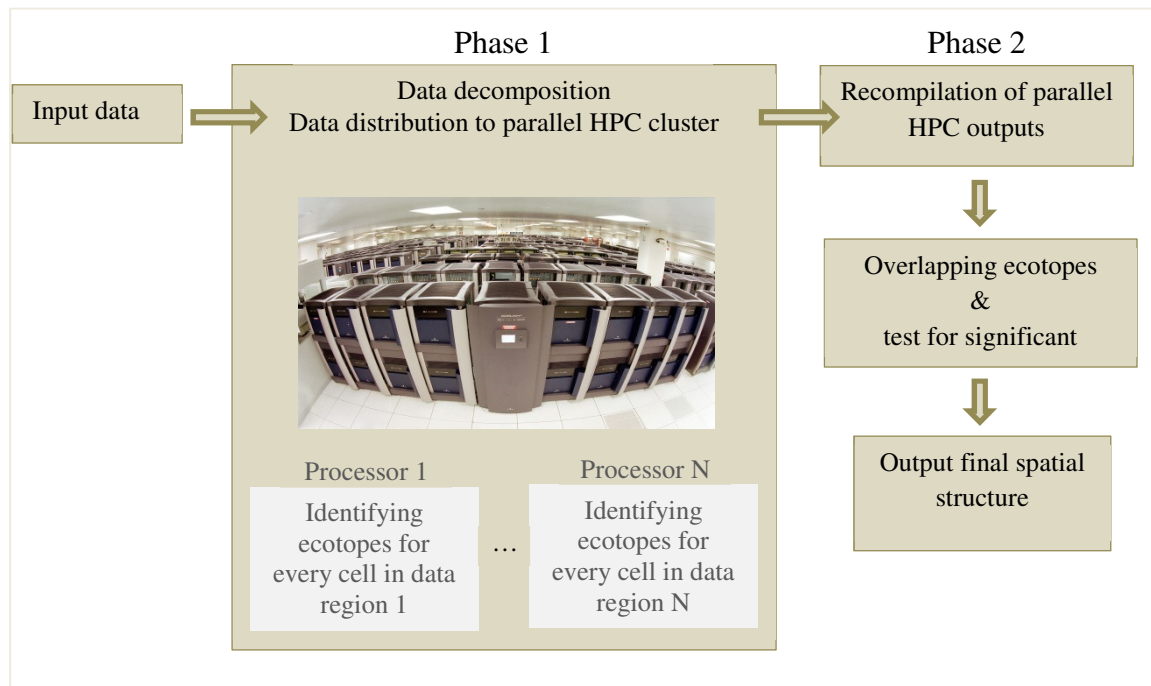 Phase 1
Phase 2
Input data
Data decomposition
Data distribution to parallel HPC cluster
Recompilation of parallel
HPC outputs
Overlapping ecotopes
&
test for significant
Output final spatial
structure
Processor 1
Identifying
ecotopes for
every cell in data
region 1
…
Processor N
Identifying
ecotopes for
every cell in data
region N